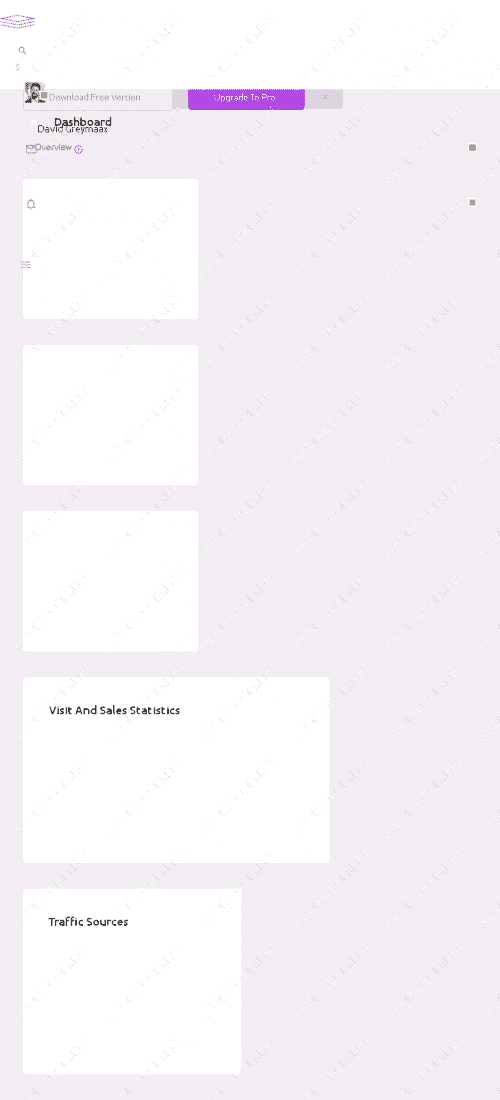 S
Download Free Version
Upgrade To Pro
×
Dashboard
David Greymaax
Overview
Visit And Sales Statistics
Traffic Sources